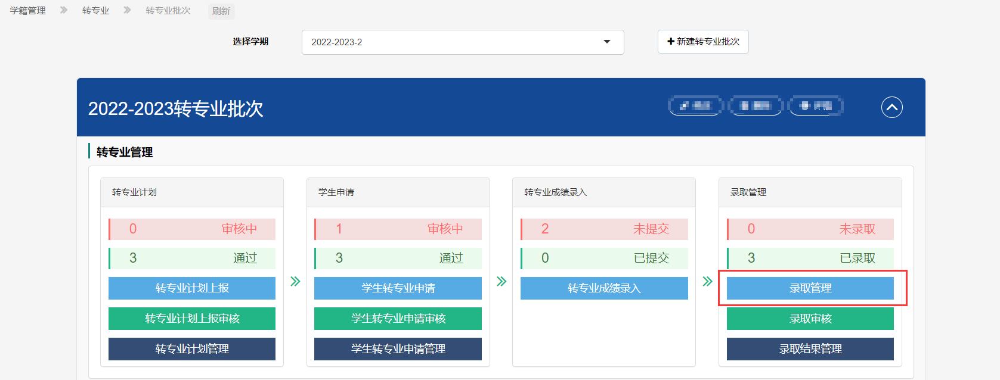 学籍管理 转专业 转专业批次 刷新
选择学期 2022-2023-2 新建转专业批次
2022-2023转专业批次
转专业管理
转专业计划
0 审核中
3 通过
转专业计划上报
转专业计划上报审核
转专业计划管理
学生申请
1 审核中
3 通过
学生转专业申请
学生转专业申请审核
学生转专业申请管理
转专业成绩录入
2 未提交
0 已提交
转专业成绩录入
录取管理
0 未录取
3 已录取
录取管理
录取审核
录取结果管理